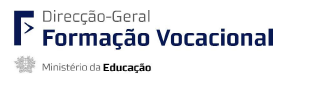 Direcção-Geral
Formação Vocacional
Ministério da Educação